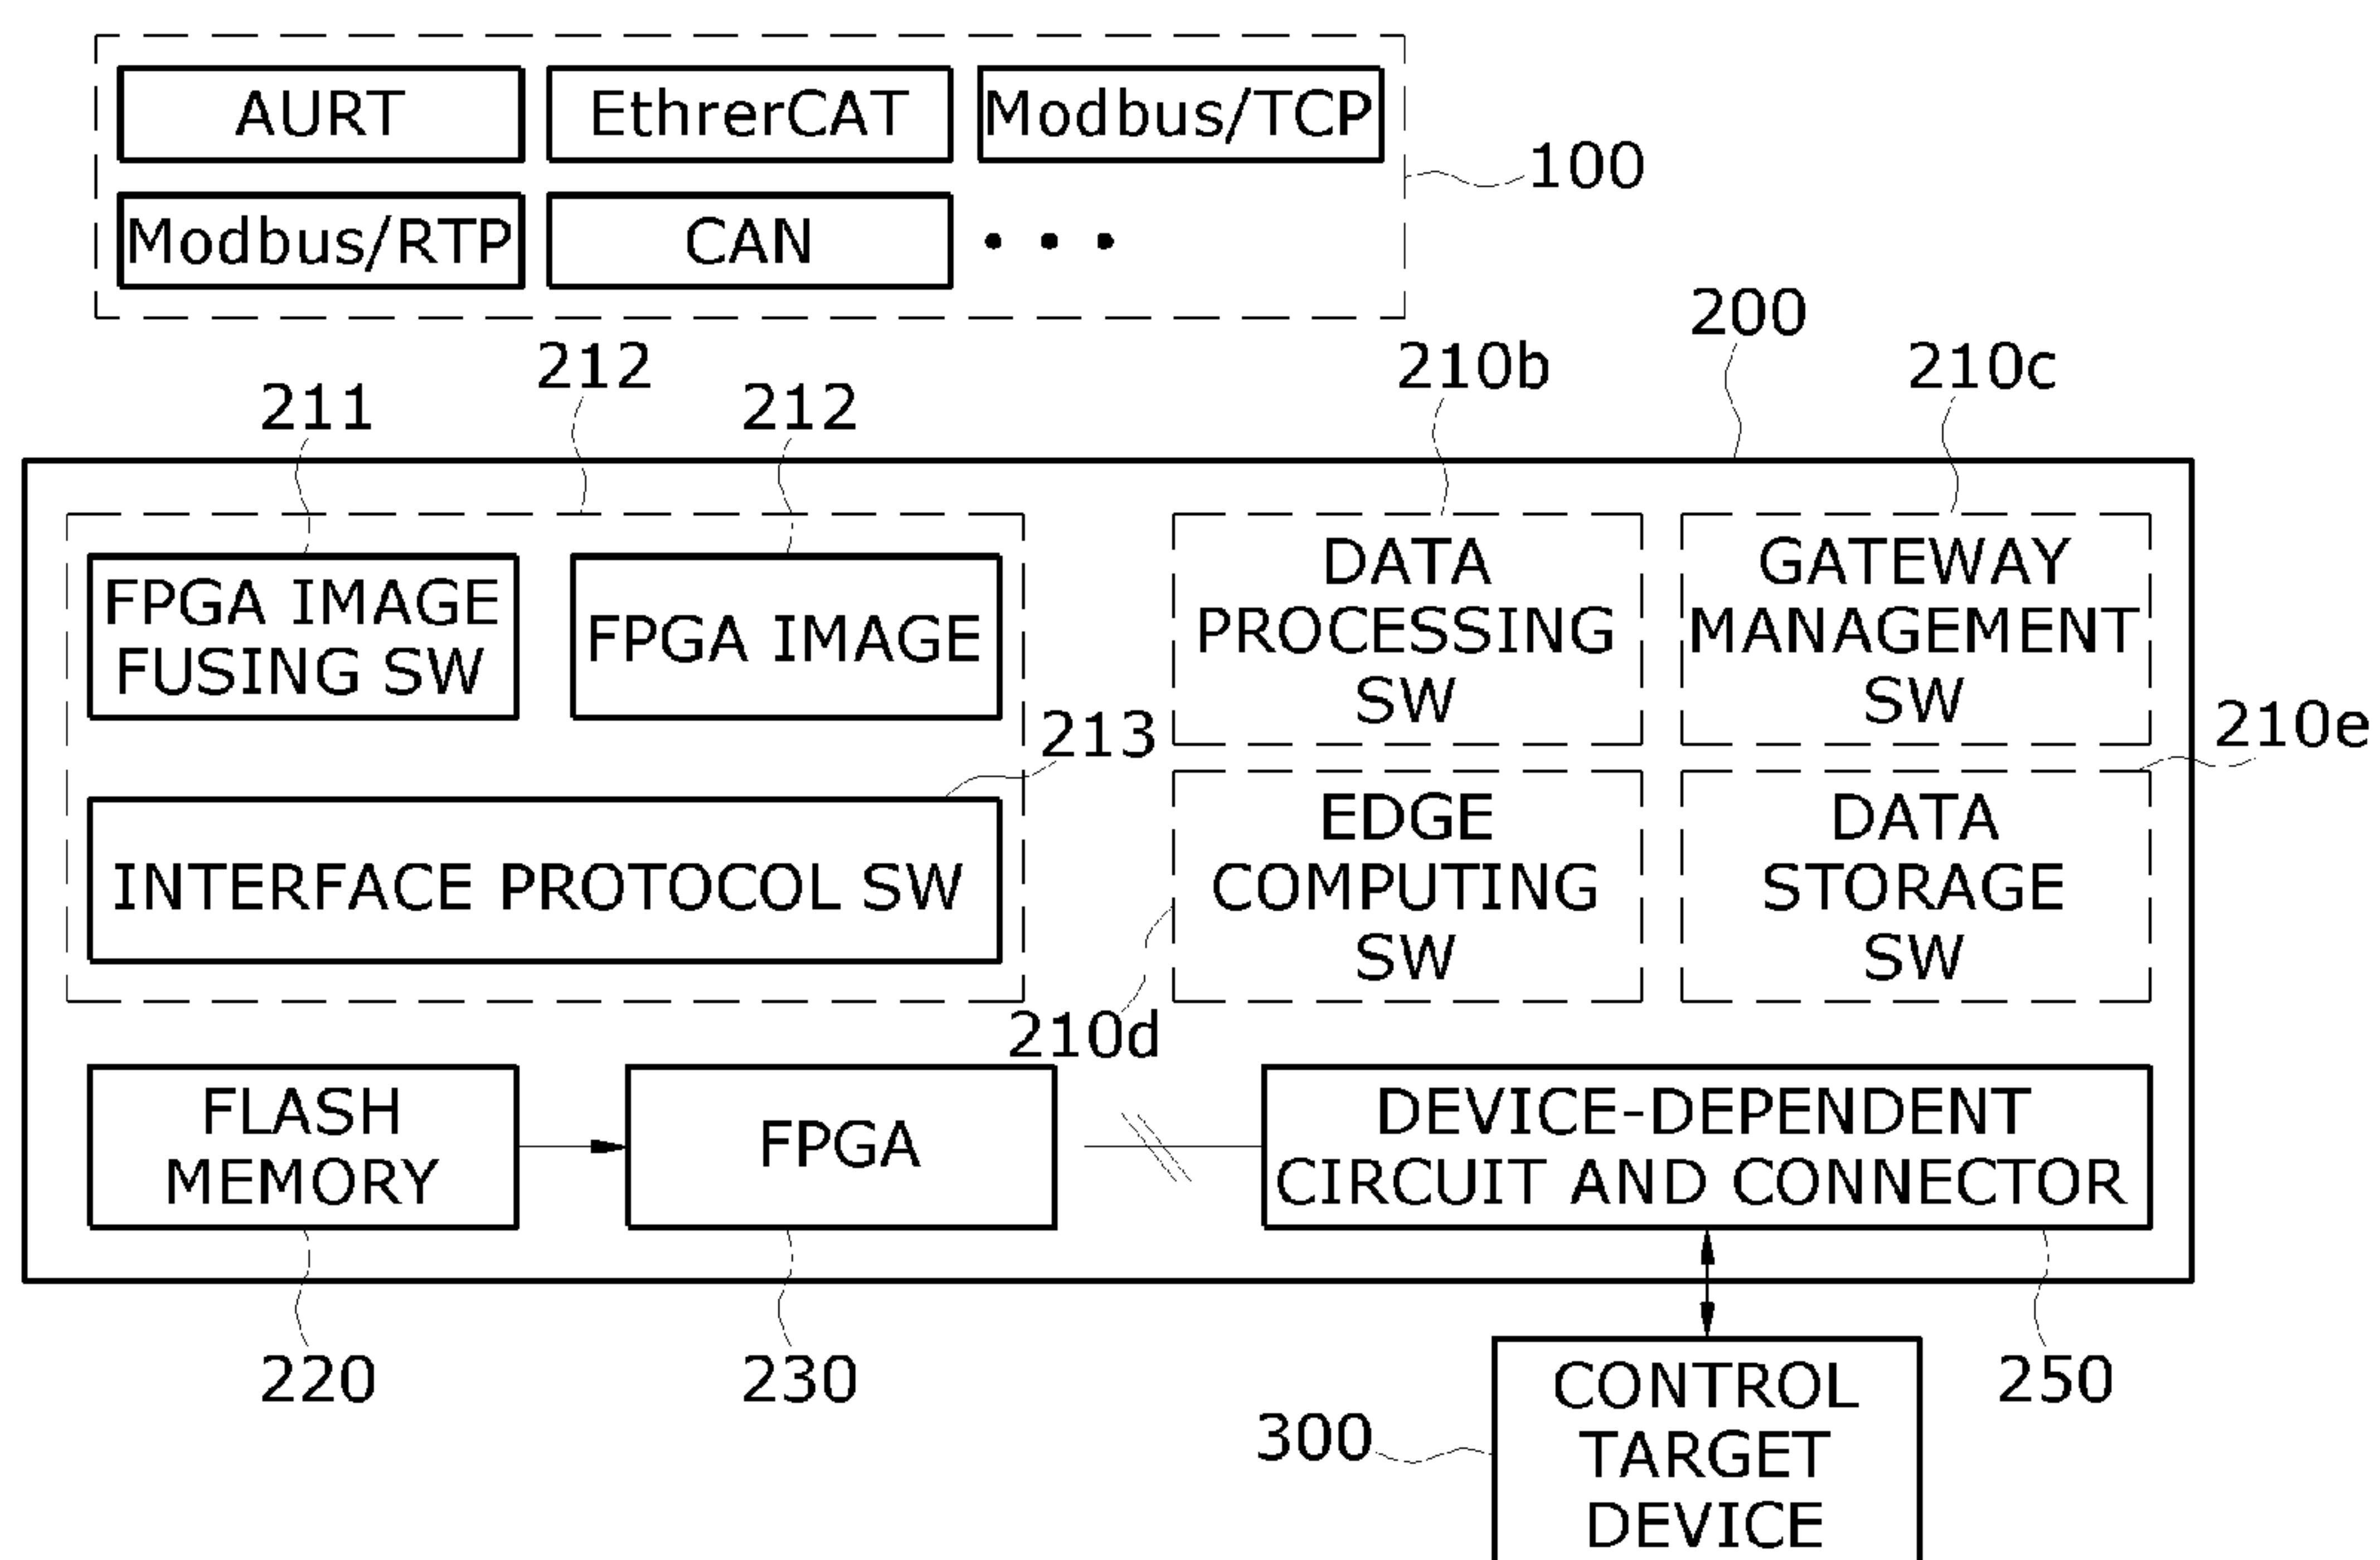 AURT
EthrerCAT
Modbus/TCP
100
Modbus/RTP
CAN
• • •
200
212
210b
210c
211
212
FPGA IMAGE
FUSING SW
FPGA IMAGE
DATA
PROCESSING
SW
GATEWAY
MANAGEMENT
SW
213
210e
INTERFACE PROTOCOL SW
EDGE
COMPUTING
SW
DATA
STORAGE
SW
210d
FLASH
MEMORY
FPGA
DEVICE-DEPENDENT
CIRCUIT AND CONNECTOR
220
230
250
300
CONTROL
TARGET
DEVICE